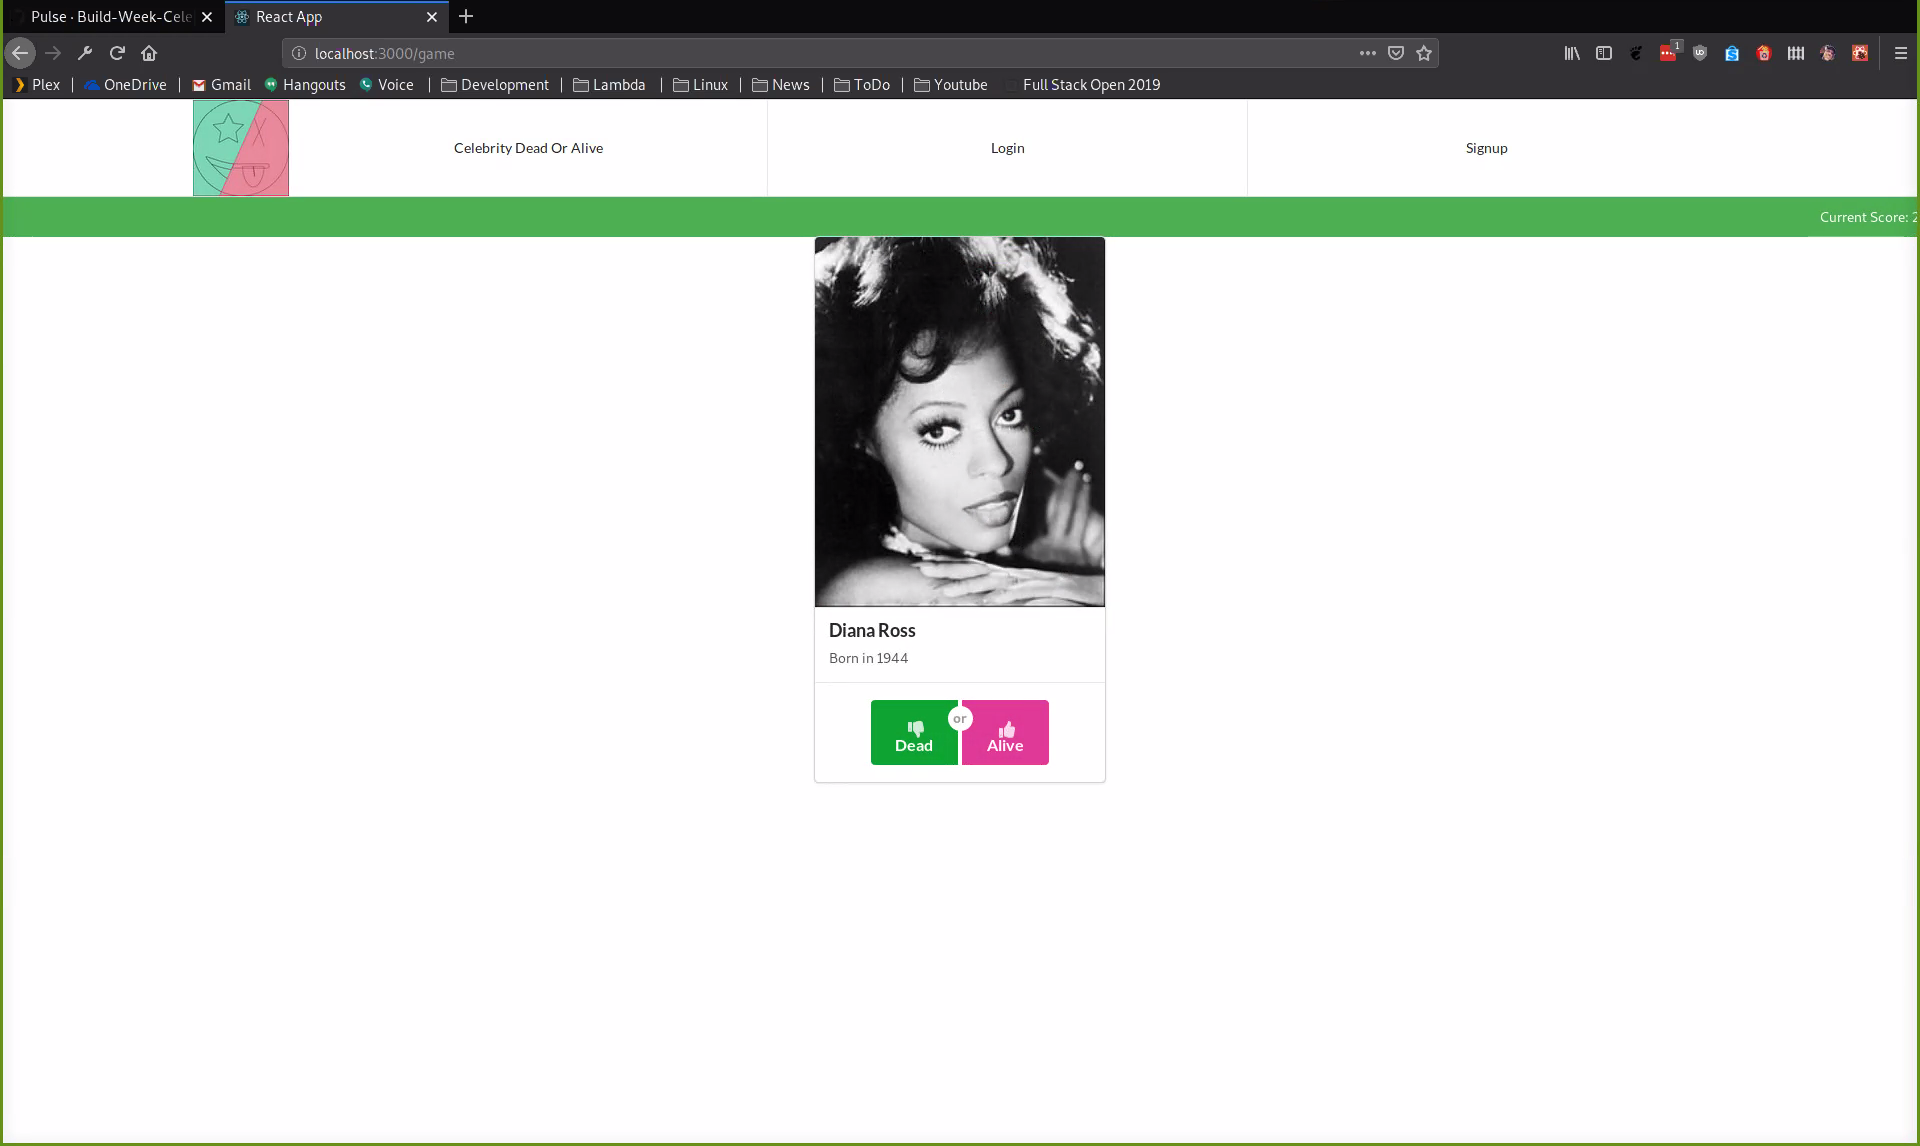 Pulse · Build-Week-Cele
React App
localhost:3000/game
1
Plex
OneDrive
Gmail
Hangouts
Voice
Development
Lambda
Linux
News
ToDo
Youtube
Full Stack Open 2019
Celebrity Dead Or Alive
Login
Signup
Current Score: 2
Diana Ross
Born in 1944
Dead
or
Alive